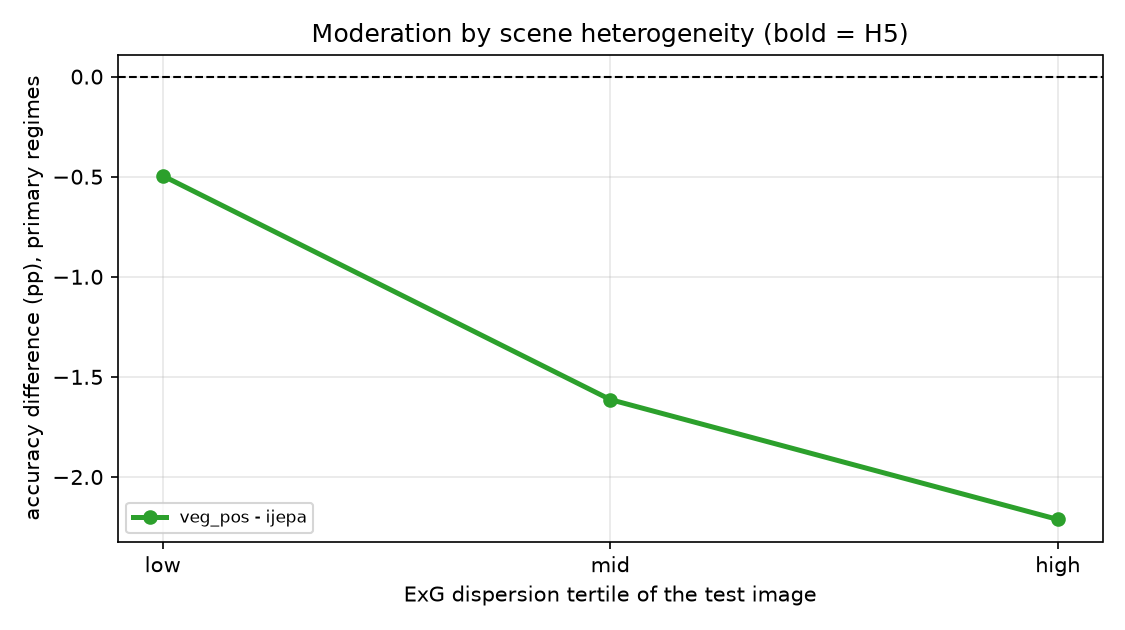 Moderation by scene heterogeneity (bold = H5)
accuracy difference (pp), primary regimes
0.0
−0.5
−1.0
−1.5
−2.0
veg_pos - ijepa
low
mid
high
ExG dispersion tertile of the test image